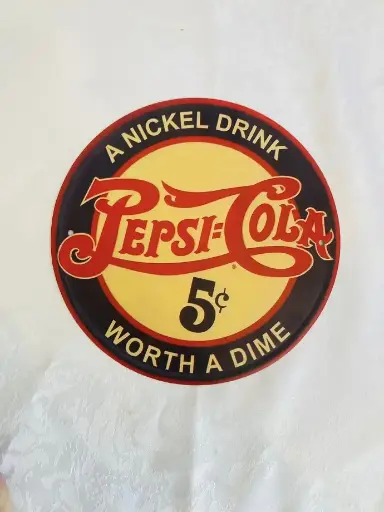 A NICKEL DRINK
PEPSI=COLA
5¢
WORTH A DIME